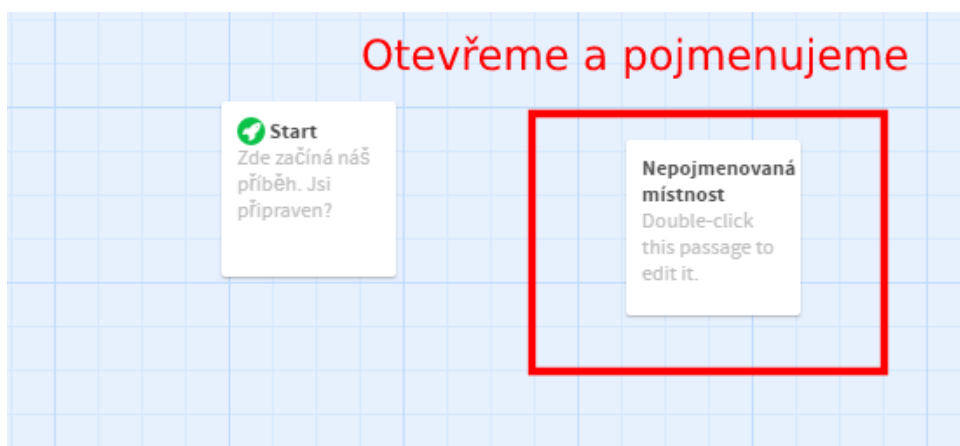 Otevřeme a pojmenujeme
Start
Zde začíná náš
příběh. Jsi
připraven?
Nepojmenovaná
místnost
Double-click
this passage to
edit it.